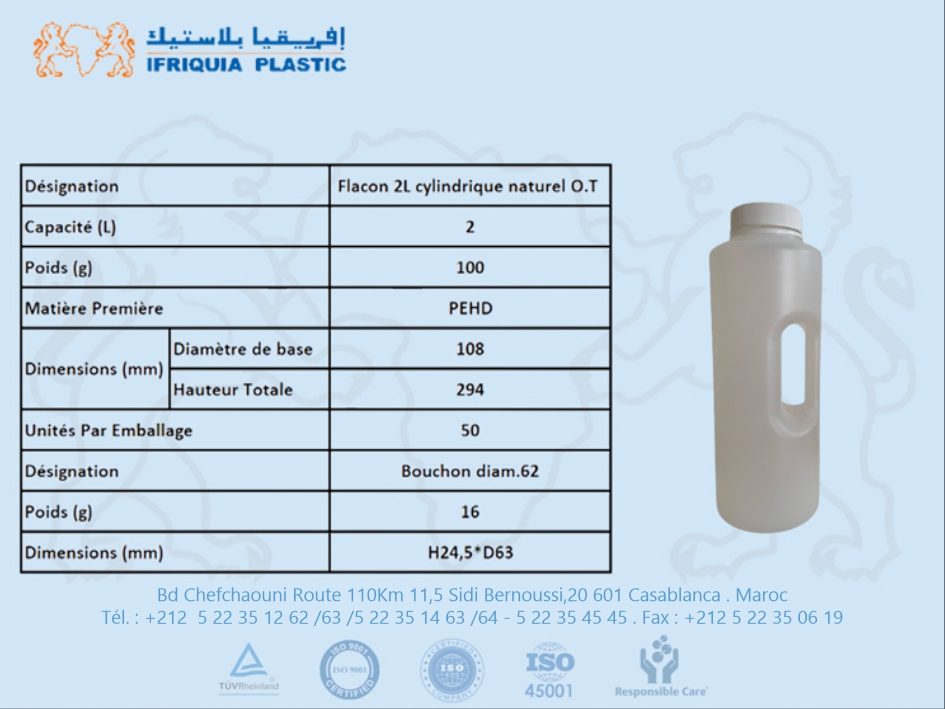 إفريقيا بلاستيك
IFRIQUIA PLASTIC
Désignation Flacon 2L cylindrique naturel O.T
Capacité (L) 2
Poids (g) 100
Matière Première PEHD
Dimensions (mm) Diamètre de base 108
Hauteur Totale 294
Unités Par Emballage 50
Désignation Bouchon diam.62
Poids (g) 16
Dimensions (mm) H24,5*D63
Bd Chefchaouni Route 110Km 11,5 Sidi Bernoussi,20 601 Casablanca . Maroc
Tél. : +212 5 22 35 12 62 /63 /5 22 35 14 63 /64 - 5 22 35 45 45 . Fax : +212 5 22 35 06 19
TÜVRheinland
ISO 9001
ISO 9001
CERTIFIED
CERTIFIED
ISO
COMPANY
ISO
45001
Responsible Care